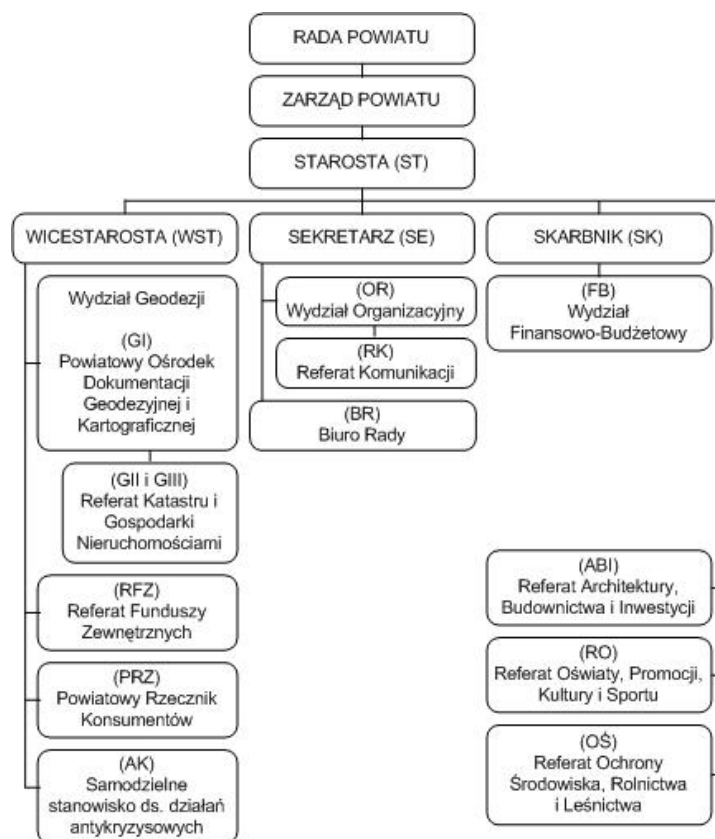 RADA POWIATU
ZARZĄD POWIATU
STAROSTA (ST)
WICESTAROSTA (WST)
SEKRETARZ (SE)
SKARBNIK (SK)
Wydział Geodezji
(GI)
Powiatowy Ośrodek
Dokumentacji
Geodezyjnej i
Kartograficznej
(GII i GIII)
Referat Katastru i
Gospodarki
Nieruchomościami
(RFZ)
Referat Funduszy
Zewnętrznych
(PRZ)
Powiatowy Rzecznik
Konsumentów
(AK)
Samodzielne
stanowisko ds. działań
antykryzysowych
(OR)
Wydział Organizacyjny
(RK)
Referat Komunikacji
(BR)
Biuro Rady
(FB)
Wydział
Finansowo-Budżetowy
(ABI)
Referat Architektury,
Budownictwa i Inwestycji
(RO)
Referat Oświaty, Promocji,
Kultury i Sportu
(OŚ)
Referat Ochrony
Środowiska, Rolnictwa
i Leśnictwa